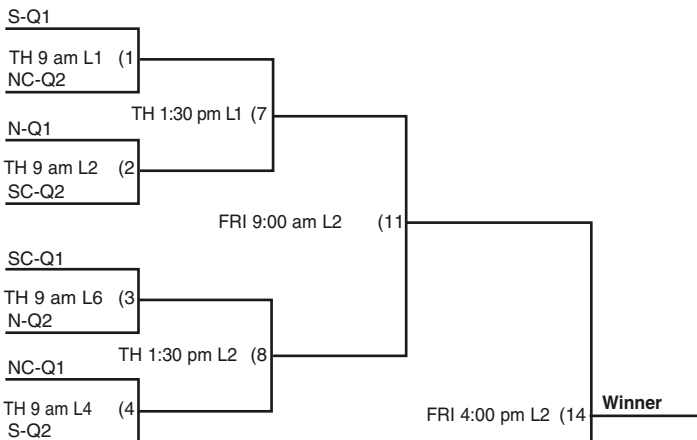 S-Q1
TH 9 am L1 (1
NC-Q2
TH 1:30 pm L1 (7
N-Q1
TH 9 am L2 (2
SC-Q2
FRI 9:00 am L2 (11
SC-Q1
TH 9 am L6 (3
N-Q2
TH 1:30 pm L2 (8
NC-Q1
TH 9 am L4 (4
S-Q2
Winner
FRI 4:00 pm L2 (14